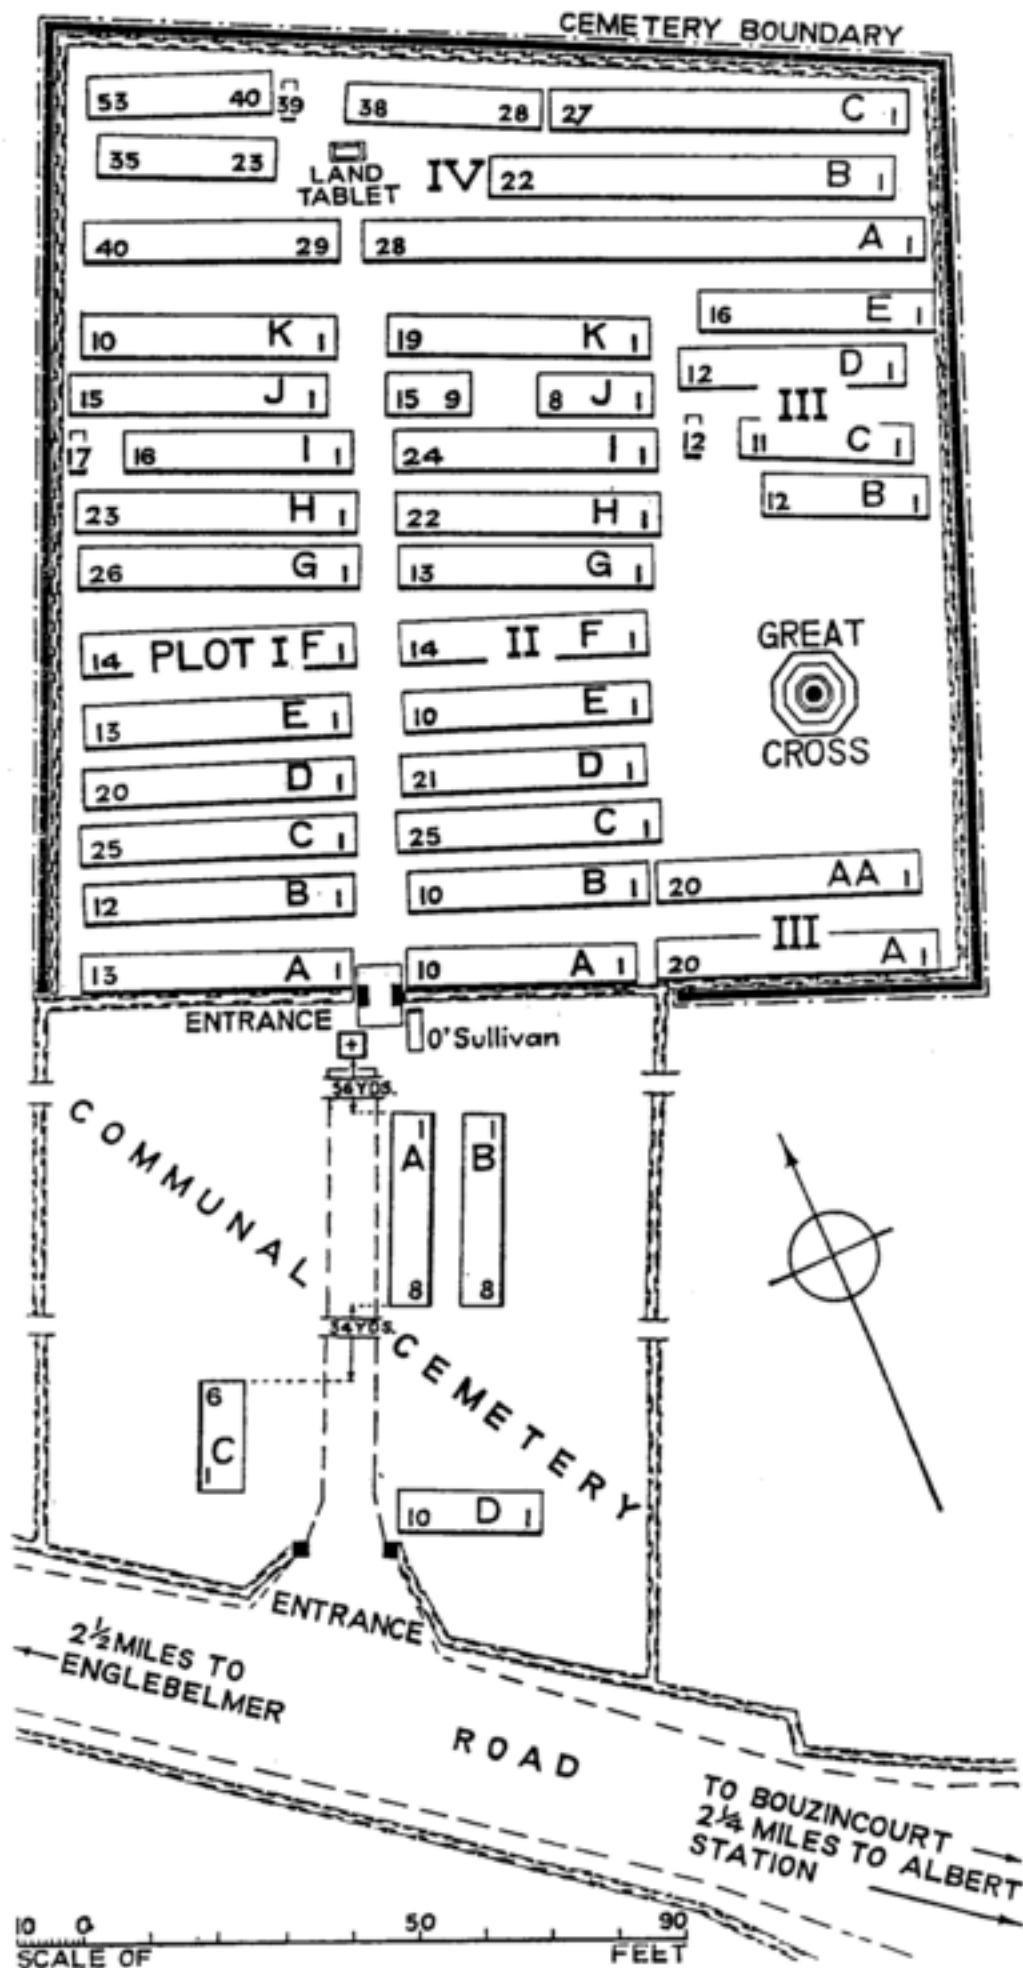 CEMETERY BOUNDARY
53 40 39 38 28 27 C 1
35 23 LAND TABLET IV 22 B 1
40 29 28 A 1
16 E 1
10 K 1 19 K 1
12 D 1
15 J 1 15 9 8 J 1
III
17 16 I 1 24 I 1 12 11 C 1
23 H 1 22 H 1 12 B 1
26 G 1 13 G 1
14 PLOT I F 1 14 II F 1
GREAT
CROSS
13 E 1 10 E 1
20 D 1 21 D 1
25 C 1 25 C 1
12 B 1 10 B 1 20 AA 1
III
13 A 1 10 A 1 20 A 1
ENTRANCE
O'Sullivan
56 YDS.
COMMUNAL
1 1
A B
8 8
54 YDS.
CEMETERY
6
C
1
10 D 1
ENTRANCE
2½ MILES TO
ENGLEBELMER
ROAD
TO BOUZINCOURT
2¼ MILES TO ALBERT
STATION
10 0 50 90
SCALE OF FEET